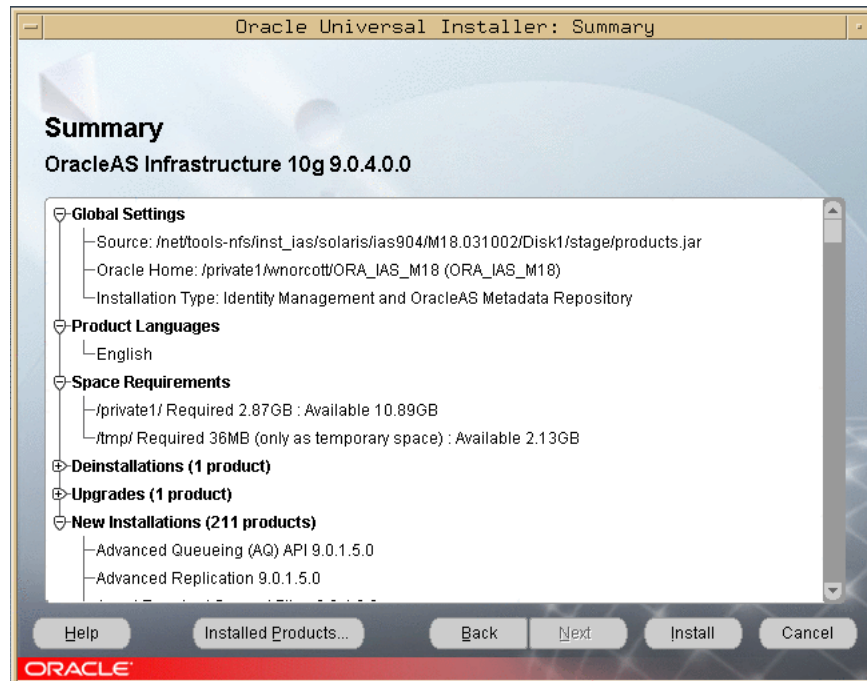 Oracle Universal Installer: Summary
Summary
OracleAS Infrastructure 10g 9.0.4.0.0
Global Settings
Source: /net/tools-nfs/inst_ias/solaris/ias904/M18.031002/Disk1/stage/products.jar
Oracle Home: /private1/wnorcott/ORA_IAS_M18 (ORA_IAS_M18)
Installation Type: Identity Management and OracleAS Metadata Repository
Product Languages
English
Space Requirements
/private1/ Required 2.87GB : Available 10.89GB
/tmp/ Required 36MB (only as temporary space) : Available 2.13GB
Deinstallations (1 product)
Upgrades (1 product)
New Installations (211 products)
Advanced Queueing (AQ) API 9.0.1.5.0
Advanced Replication 9.0.1.5.0
Help Installed Products... Back Next Install Cancel
ORACLE